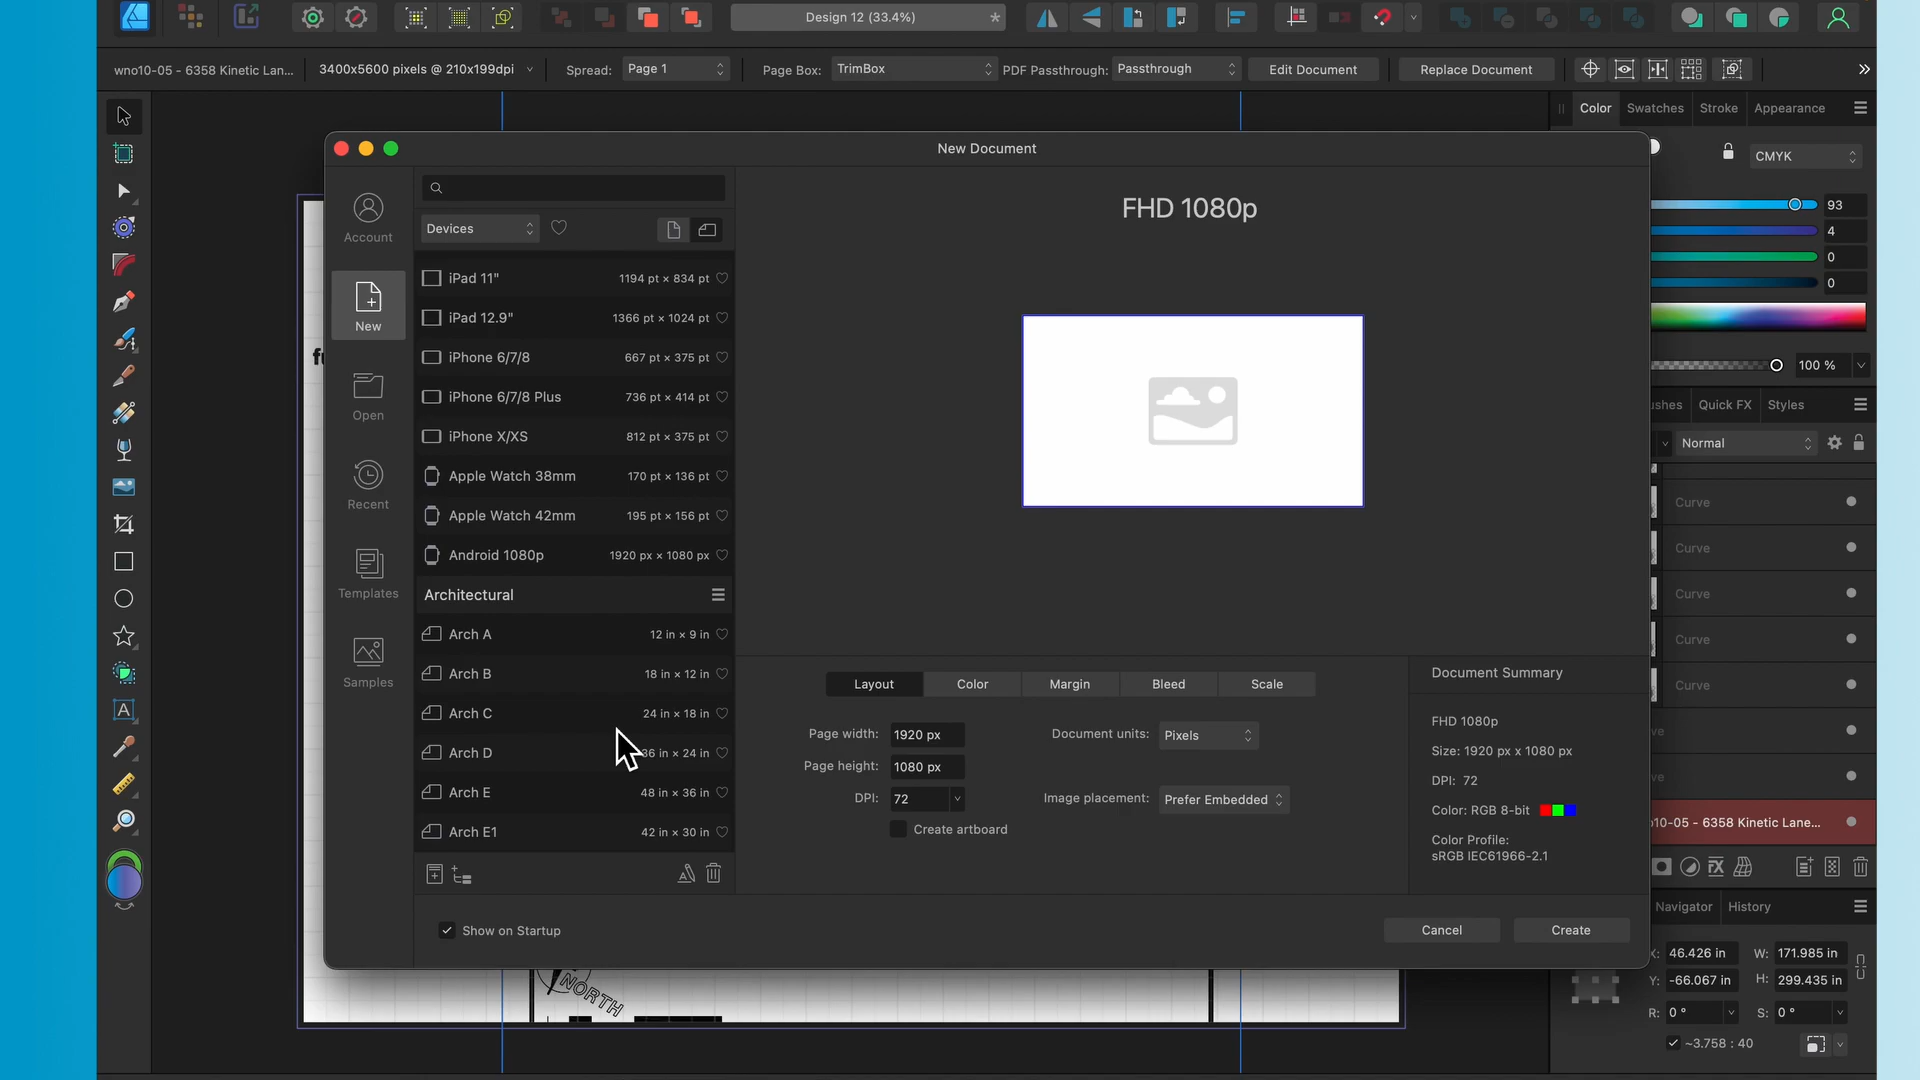 Design 12 (33.4%)
*
wno10-05 - 6358 Kinetic Lan...
3400x5600 pixels @ 210x199dpi
Spread:
Page 1
Page Box:
TrimBox
PDF Passthrough:
Passthrough
Edit Document
Replace Document
Color
Swatches
Stroke
Appearance
New Document
CMYK
93
4
0
0
100 %
Quick FX
Styles
Normal
Curve
Curve
Curve
Curve
Curve
10-05 - 6358 Kinetic Lane...
Navigator
History
X:
46.426 in
W:
171.985 in
Y:
-66.067 in
H:
299.435 in
R:
0 °
S:
0 °
~3.758 : 40
Account
New
Open
Recent
Templates
Samples
Devices
iPad 11"
1194 pt × 834 pt
iPad 12.9"
1366 pt × 1024 pt
iPhone 6/7/8
667 pt × 375 pt
iPhone 6/7/8 Plus
736 pt × 414 pt
iPhone X/XS
812 pt × 375 pt
Apple Watch 38mm
170 pt × 136 pt
Apple Watch 42mm
195 pt × 156 pt
Android 1080p
1920 px × 1080 px
Architectural
Arch A
12 in × 9 in
Arch B
18 in × 12 in
Arch C
24 in × 18 in
Arch D
36 in × 24 in
Arch E
48 in × 36 in
Arch E1
42 in × 30 in
FHD 1080p
Layout
Color
Margin
Bleed
Scale
Page width:
1920 px
Document units:
Pixels
Page height:
1080 px
DPI:
72
Image placement:
Prefer Embedded
Create artboard
Document Summary
FHD 1080p
Size: 1920 px x 1080 px
DPI: 72
Color: RGB 8-bit
Color Profile:
sRGB IEC61966-2.1
Show on Startup
Cancel
Create
NORTH
A
FX